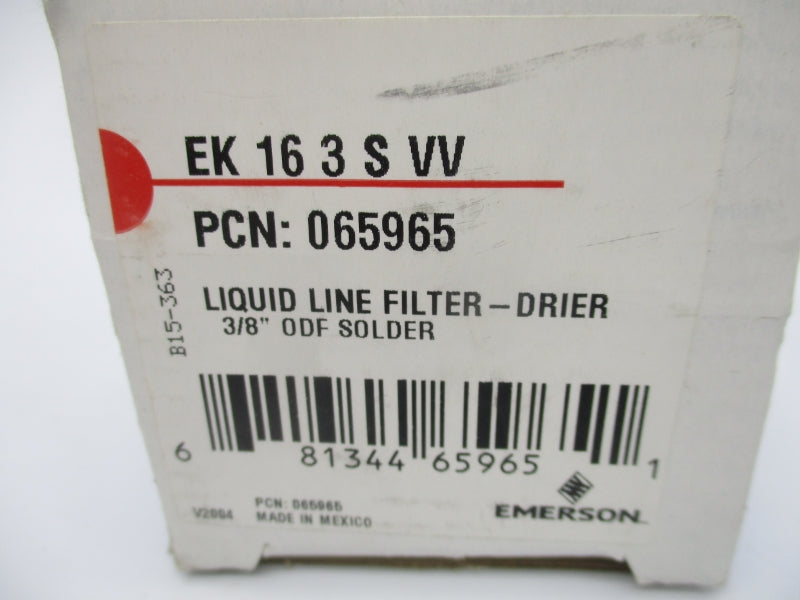 EK 16 3 S VV
PCN: 065965
B15-363
LIQUID LINE FILTER – DRIER
3/8" ODF SOLDER
6 81344 65965 1
PCN: 065965
V2004 MADE IN MEXICO
EMERSON